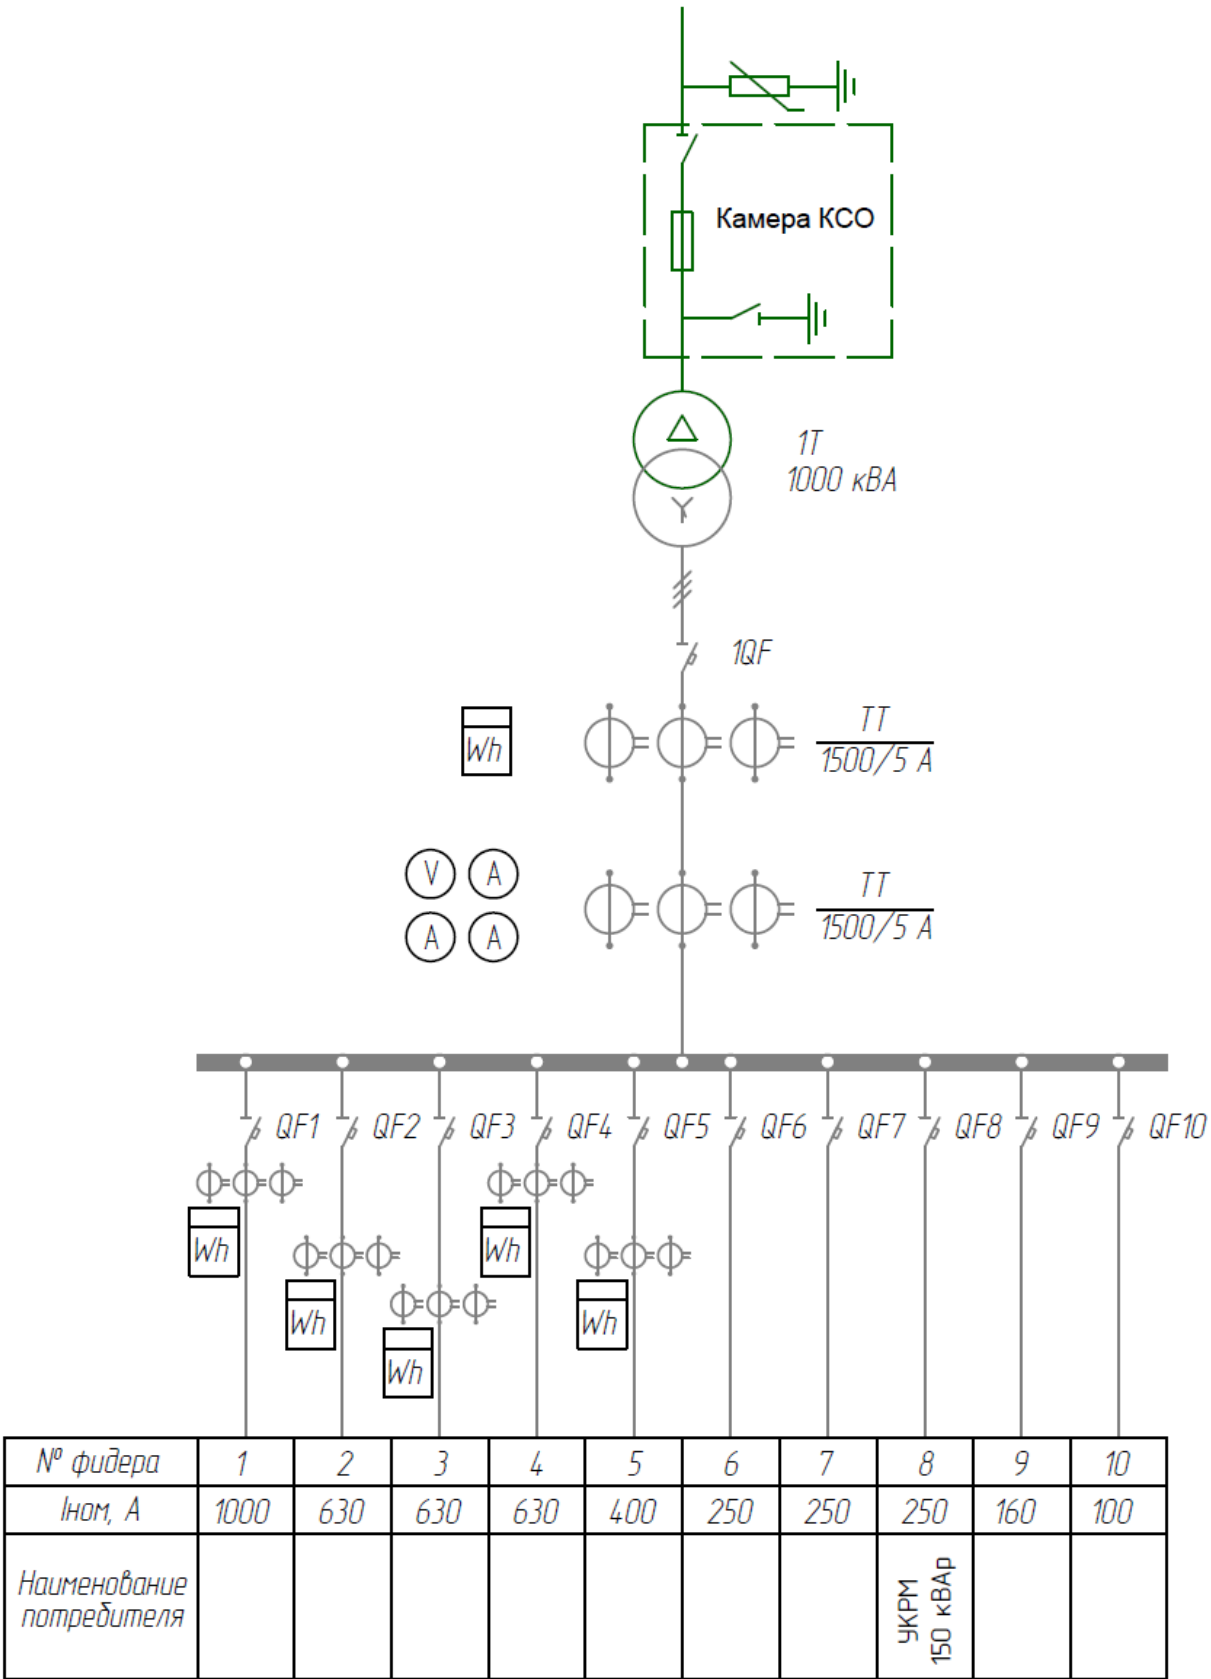 Камера КСО
1T
1000 кВА
1QF
Wh
ТТ
1500/5 А
V A
A A
ТТ
1500/5 А
QF1 QF2 QF3 QF4 QF5 QF6 QF7 QF8 QF9 QF10
Wh Wh
Wh Wh
Wh
№ фидера 1 2 3 4 5 6 7 8 9 10
Iном, А 1000 630 630 630 400 250 250 250 160 100
Наименование
потребителя
УКРМ
150 кВАр